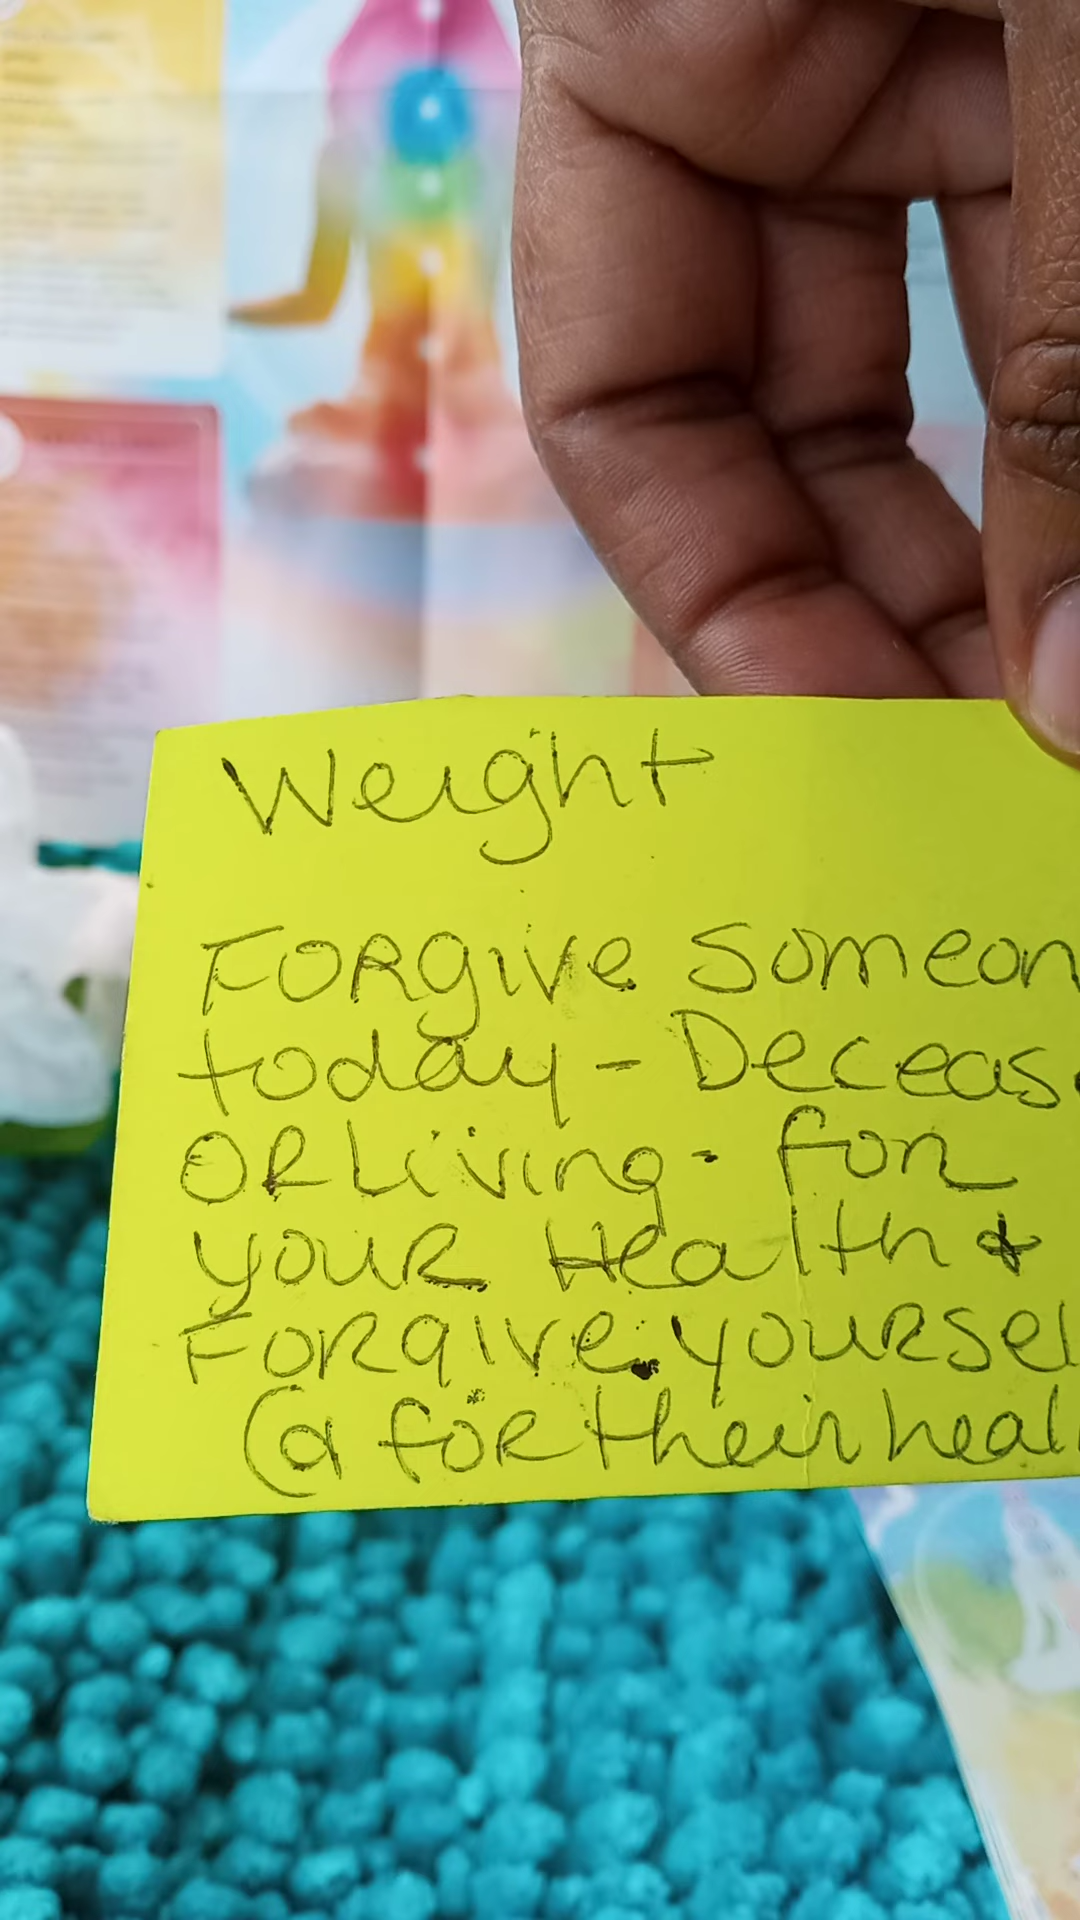 Weight
FORgive Someon
today - Deceas
OR Living - for
your Health &
Forgive yoursel
(a for their heal